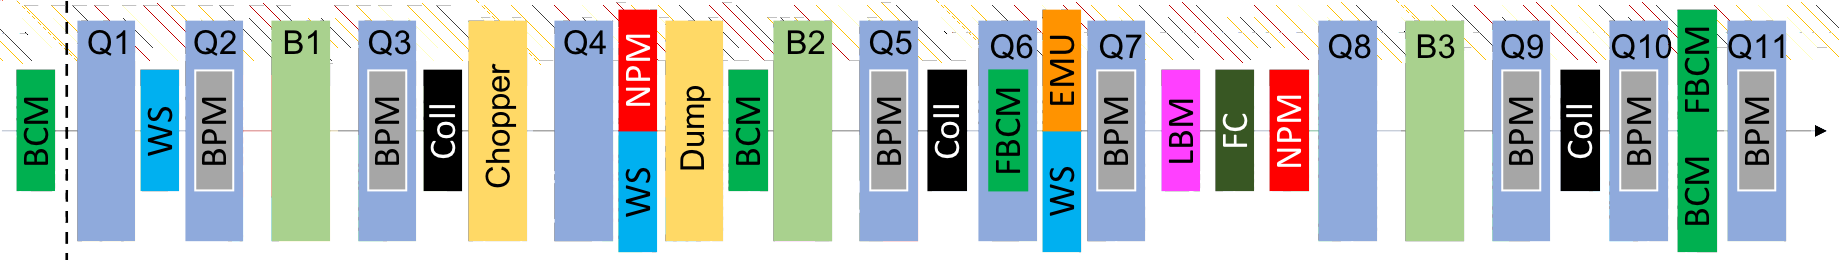 BCM
Q1
WS
Q2
BPM
B1
Q3
BPM
Coll
Chopper
Q4
NPM
WS
Dump
BCM
B2
Q5
BPM
Coll
Q6
FBCM
EMU
WS
Q7
BPM
LBM
FC
NPM
Q8
B3
Q9
BPM
Coll
Q10
BPM
BCM FBCM
Q11
BPM